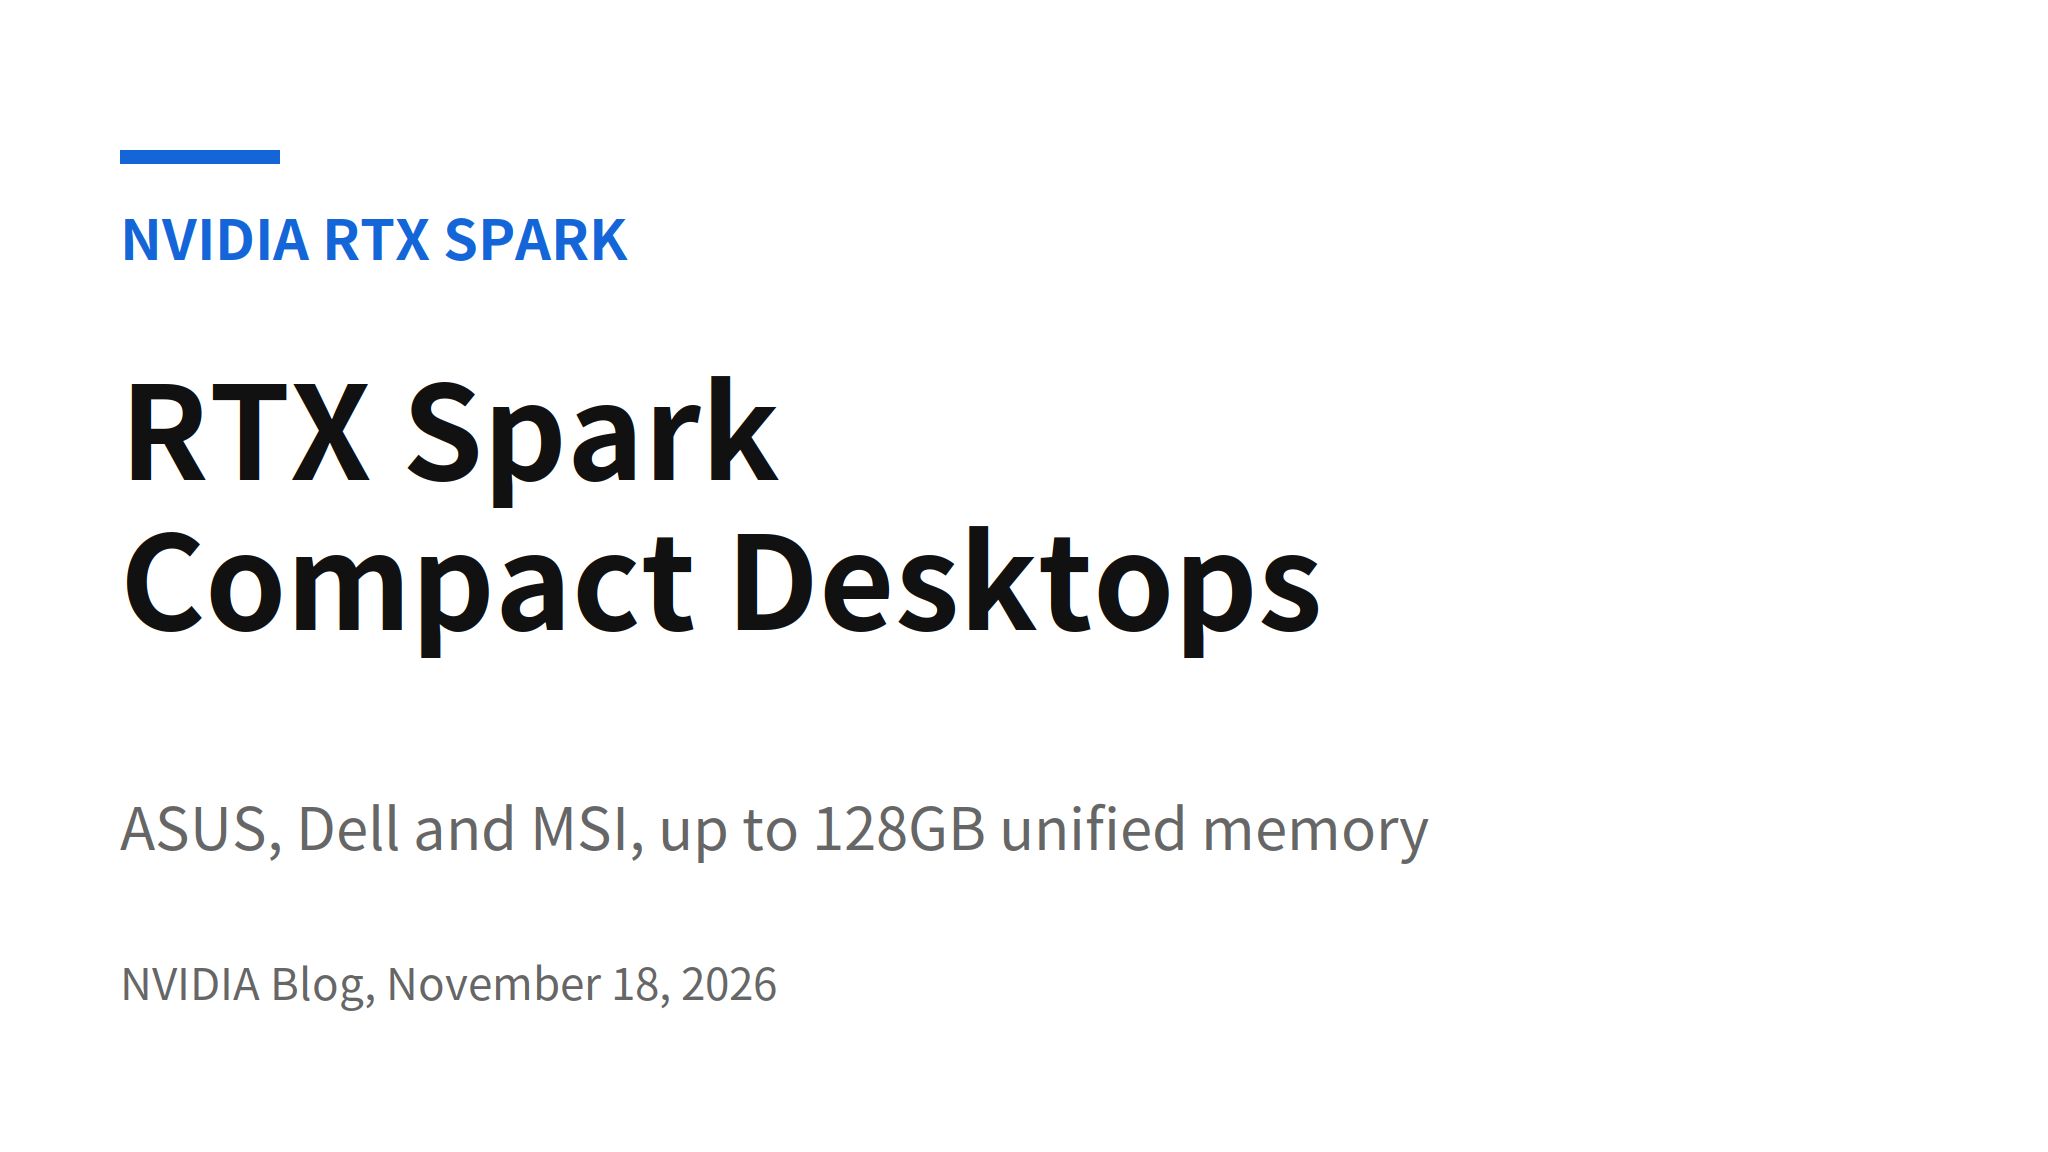 NVIDIA RTX SPARK
RTX Spark
Compact Desktops
ASUS, Dell and MSI, up to 128GB unified memory
NVIDIA Blog, November 18, 2026